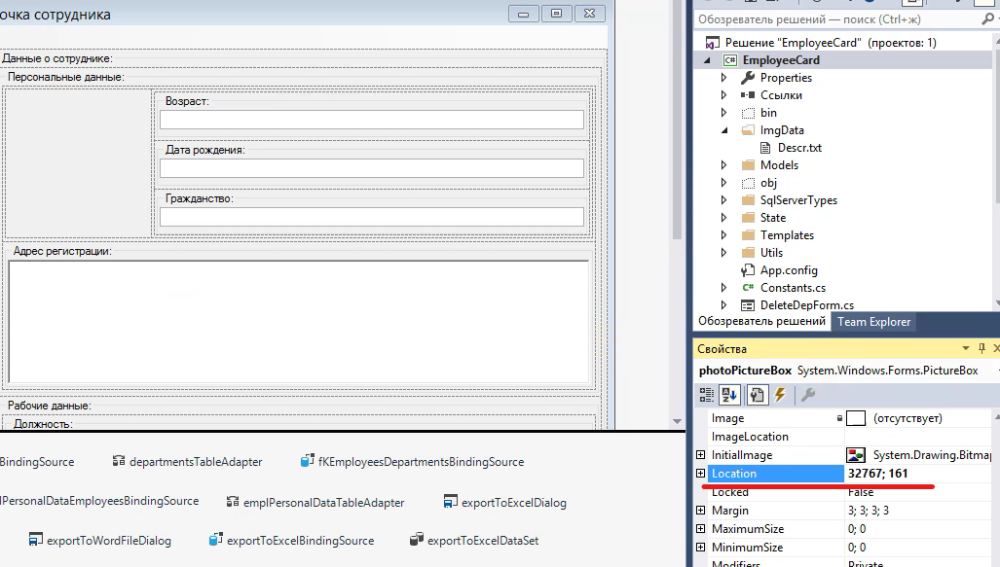 очка сотрудника
Данные о сотруднике:
Персональные данные:
Возраст:
Дата рождения:
Гражданство:
Адрес регистрации:
Рабочие данные:
Должность:
BindingSource
departmentsTableAdapter
fKEmployeesDepartmentsBindingSource
lPersonalDataEmployeesBindingSource
emplPersonalDataTableAdapter
exportToExcelDialog
exportToWordFileDialog
exportToExcelBindingSource
exportToExcelDataSet
Обозреватель решений — поиск (Ctrl+ж)
Решение "EmployeeCard" (проектов: 1)
C# EmployeeCard
Properties
Ссылки
bin
ImgData
Descr.txt
Models
obj
SqlServerTypes
State
Templates
Utils
App.config
C# Constants.cs
DeleteDepForm.cs
Обозреватель решений Team Explorer
Свойства
photoPictureBox System.Windows.Forms.PictureBox
Image (отсутствует)
ImageLocation
InitialImage System.Drawing.Bitmap
Location 32767; 161
Locked False
Margin 3; 3; 3; 3
MaximumSize 0; 0
MinimumSize 0; 0
Modifiers Private